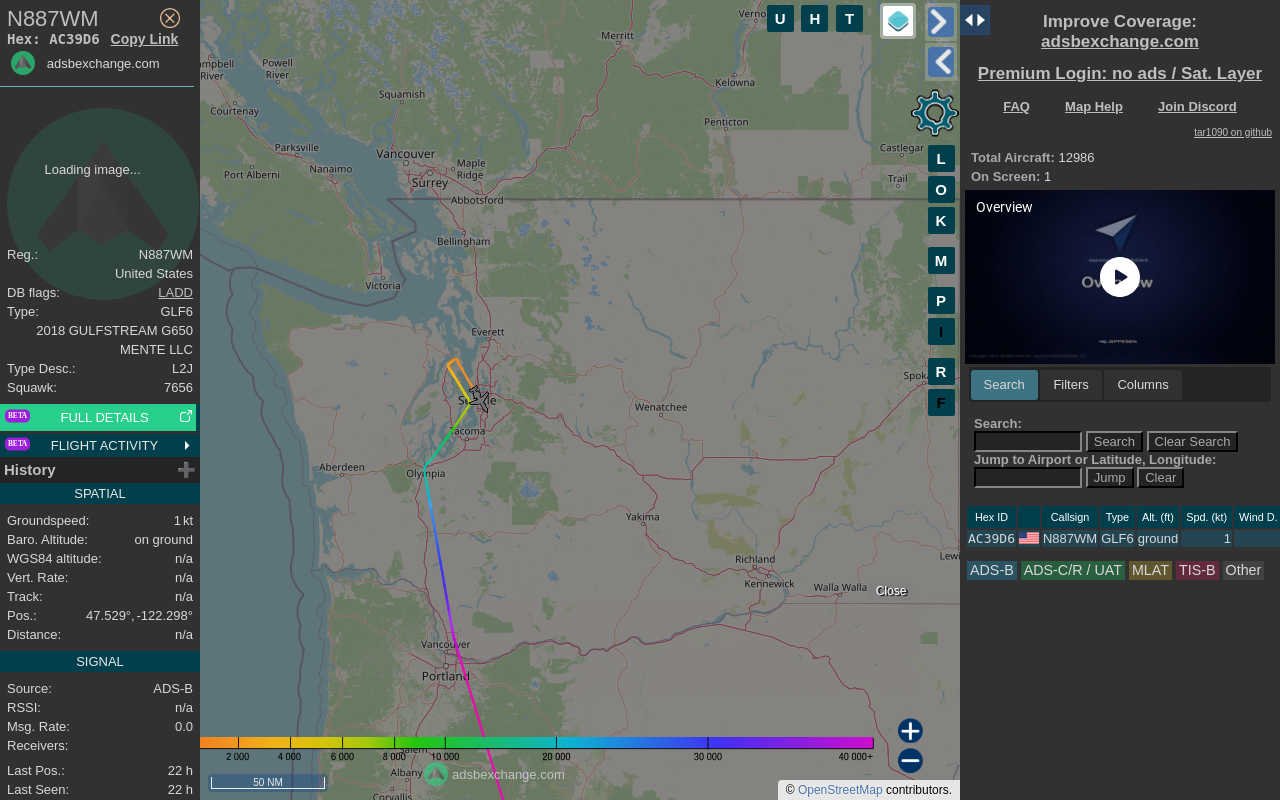 N887WM
Hex: AC39D6 Copy Link
adsbexchange.com
Loading image...
Reg.: N887WM
United States
DB flags: LADD
Type: GLF6
2018 GULFSTREAM G650
MENTE LLC
Type Desc.: L2J
Squawk: 7656
BETA FULL DETAILS
BETA FLIGHT ACTIVITY
History
SPATIAL
Groundspeed: 1 kt
Baro. Altitude: on ground
WGS84 altitude: n/a
Vert. Rate: n/a
Track: n/a
Pos.: 47.529°, -122.298°
Distance: n/a
SIGNAL
Source: ADS-B
RSSI: n/a
Msg. Rate: 0.0
Receivers:
Last Pos.: 22 h
Last Seen: 22 h
U H T
L
O
K
M
P
I
R
F
Merritt
Powell
River
River
Squamish
Kelowna
Courtenay
Penticton
Parksville
Vancouver
Castlegar
Nanaimo
Maple
Ridge
Port Alberni
Surrey
Trail
Abbotsford
Bellingham
Victoria
Everett
Wenatchee
Aberdeen
Olympia
Yakima
Richland
Kennewick
Walla Walla
Close
Vancouver
Portland
2 000 4 000 6 000 8 000 10 000 20 000 30 000 40 000+
Albany
adsbexchange.com
50 NM
Corvallis
© OpenStreetMap contributors.
Improve Coverage:
adsbexchange.com
Premium Login: no ads / Sat. Layer
FAQ Map Help Join Discord
tar1090 on github
Total Aircraft: 12986
On Screen: 1
Overview
Search Filters Columns
Search:
Search Clear Search
Jump to Airport or Latitude, Longitude:
Jump Clear
Hex ID Callsign Type Alt. (ft) Spd. (kt) Wind D.
AC39D6 N887WM GLF6 ground 1
ADS-B ADS-C/R / UAT MLAT TIS-B Other